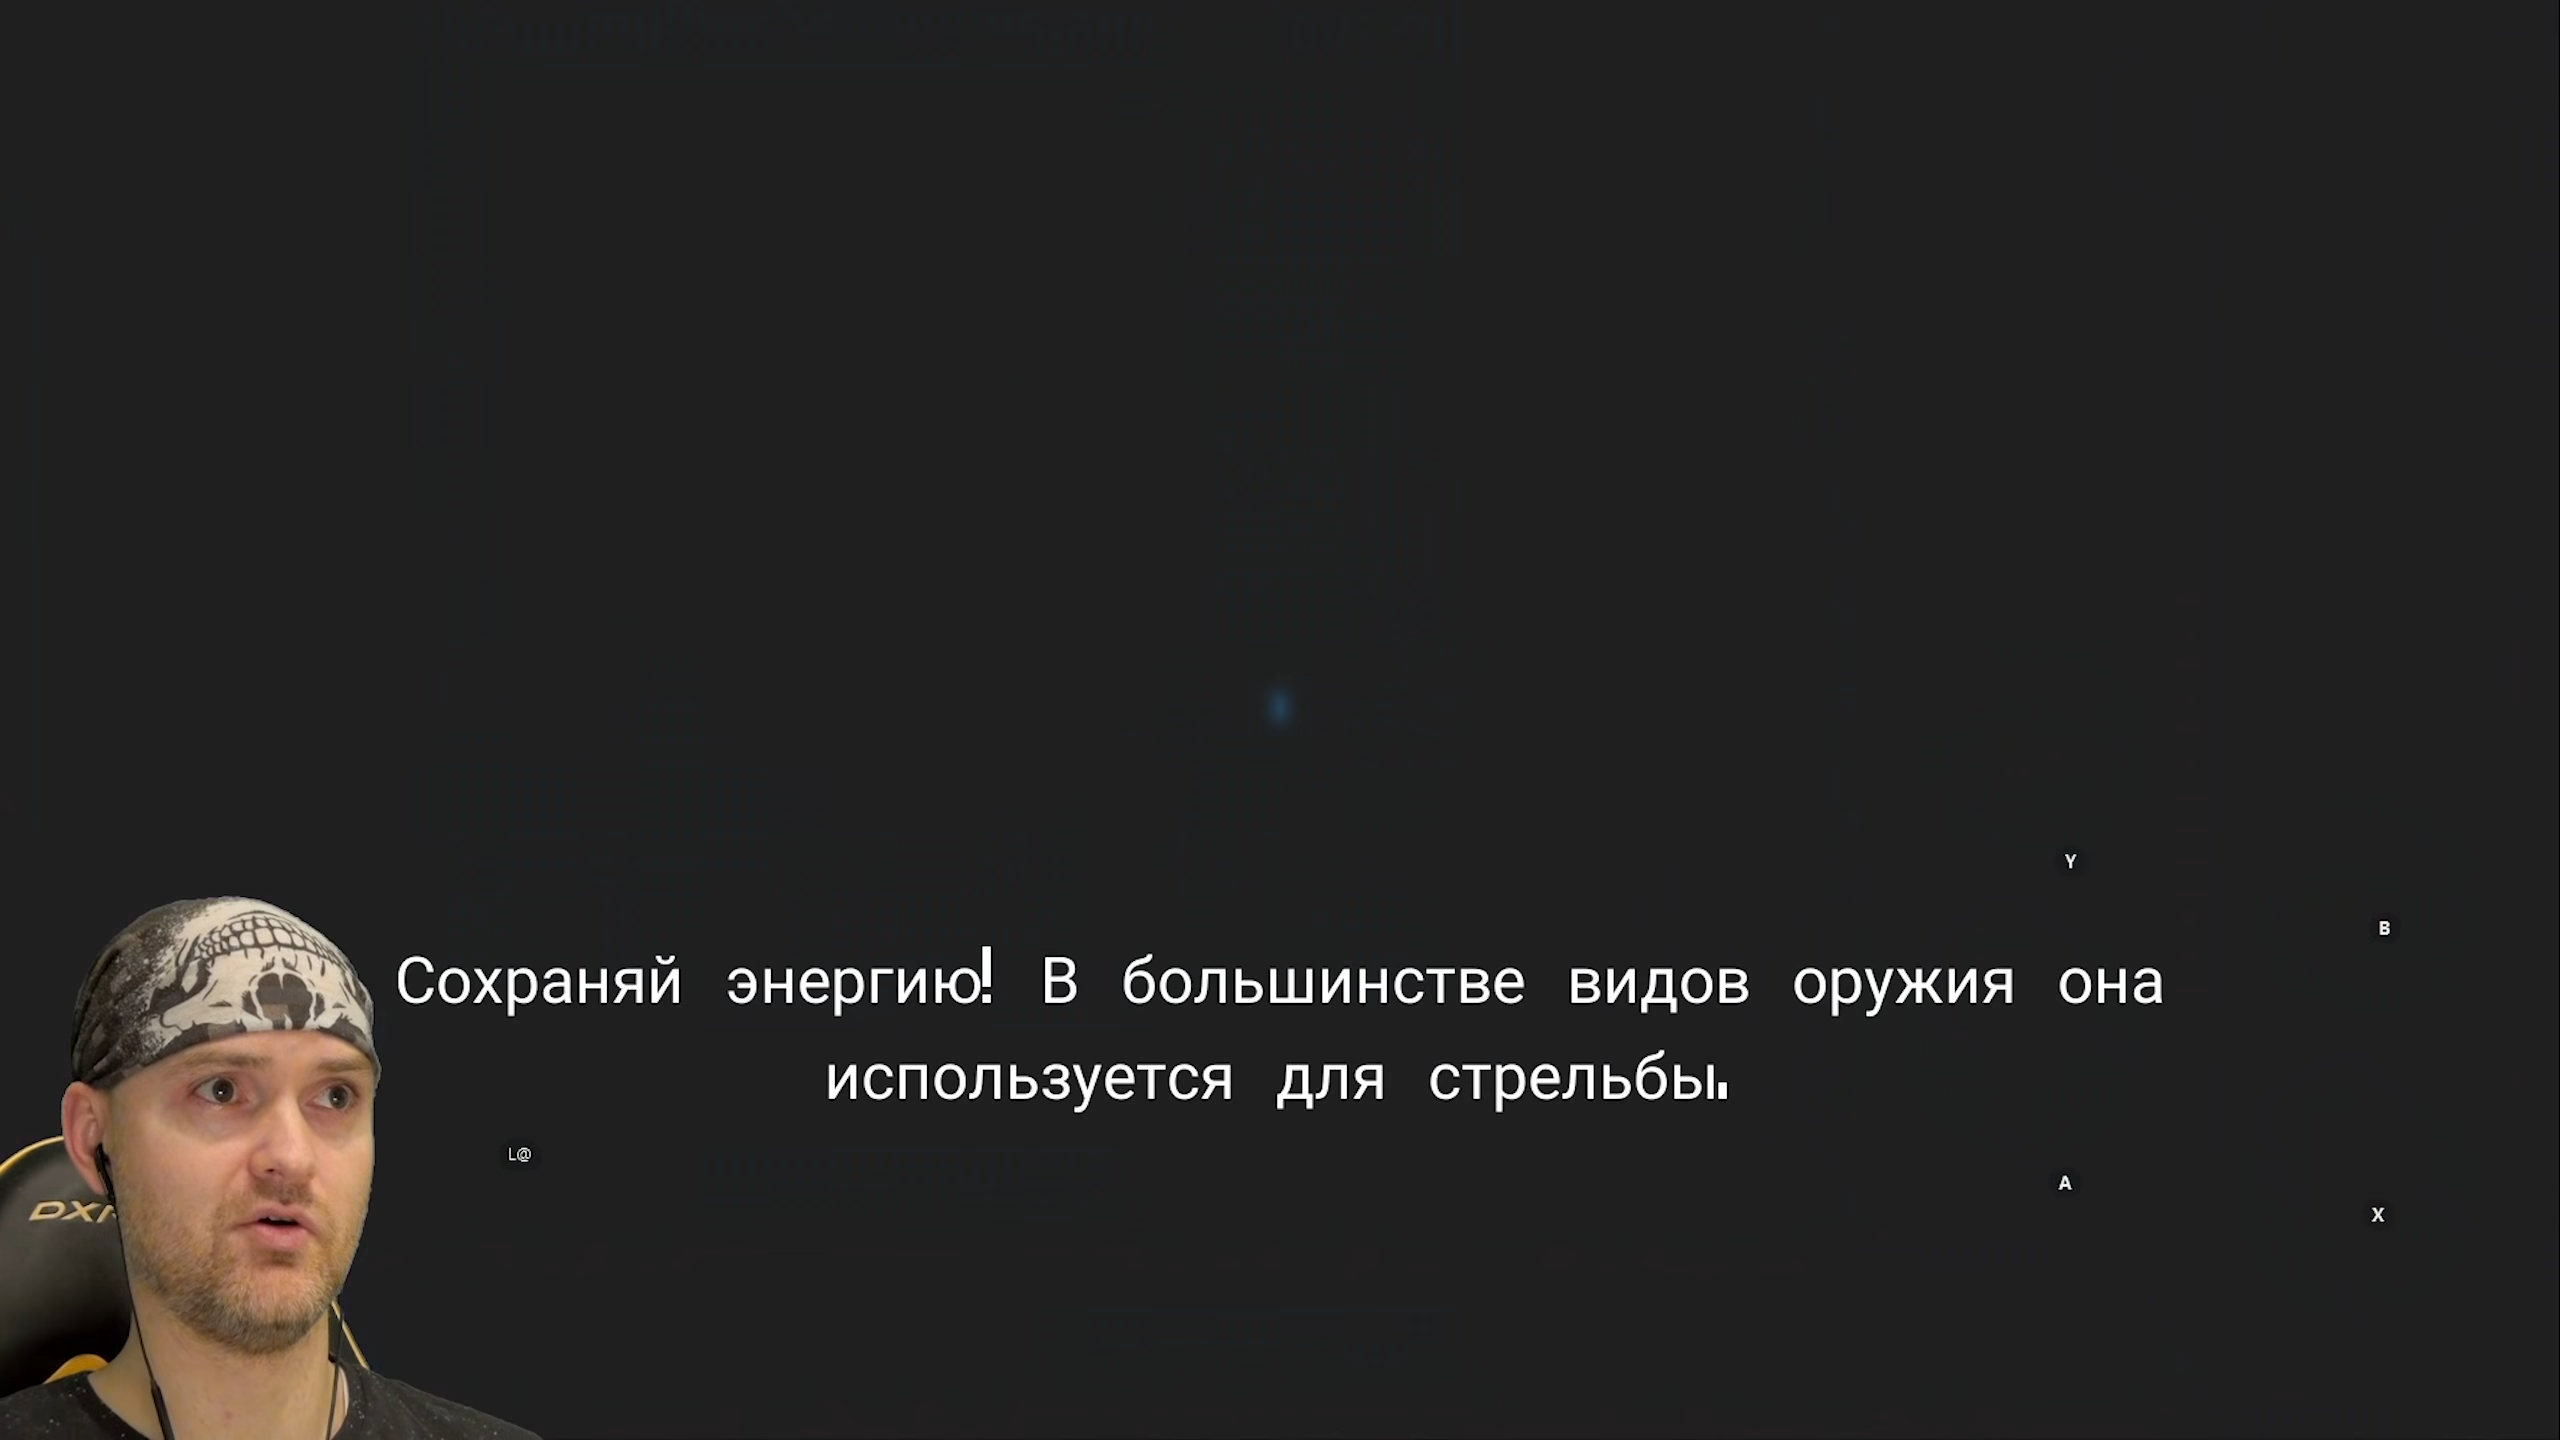 Y
B
Сохраняй энергию! В большинстве видов оружия она
используется для стрельбы.
L@
A
X